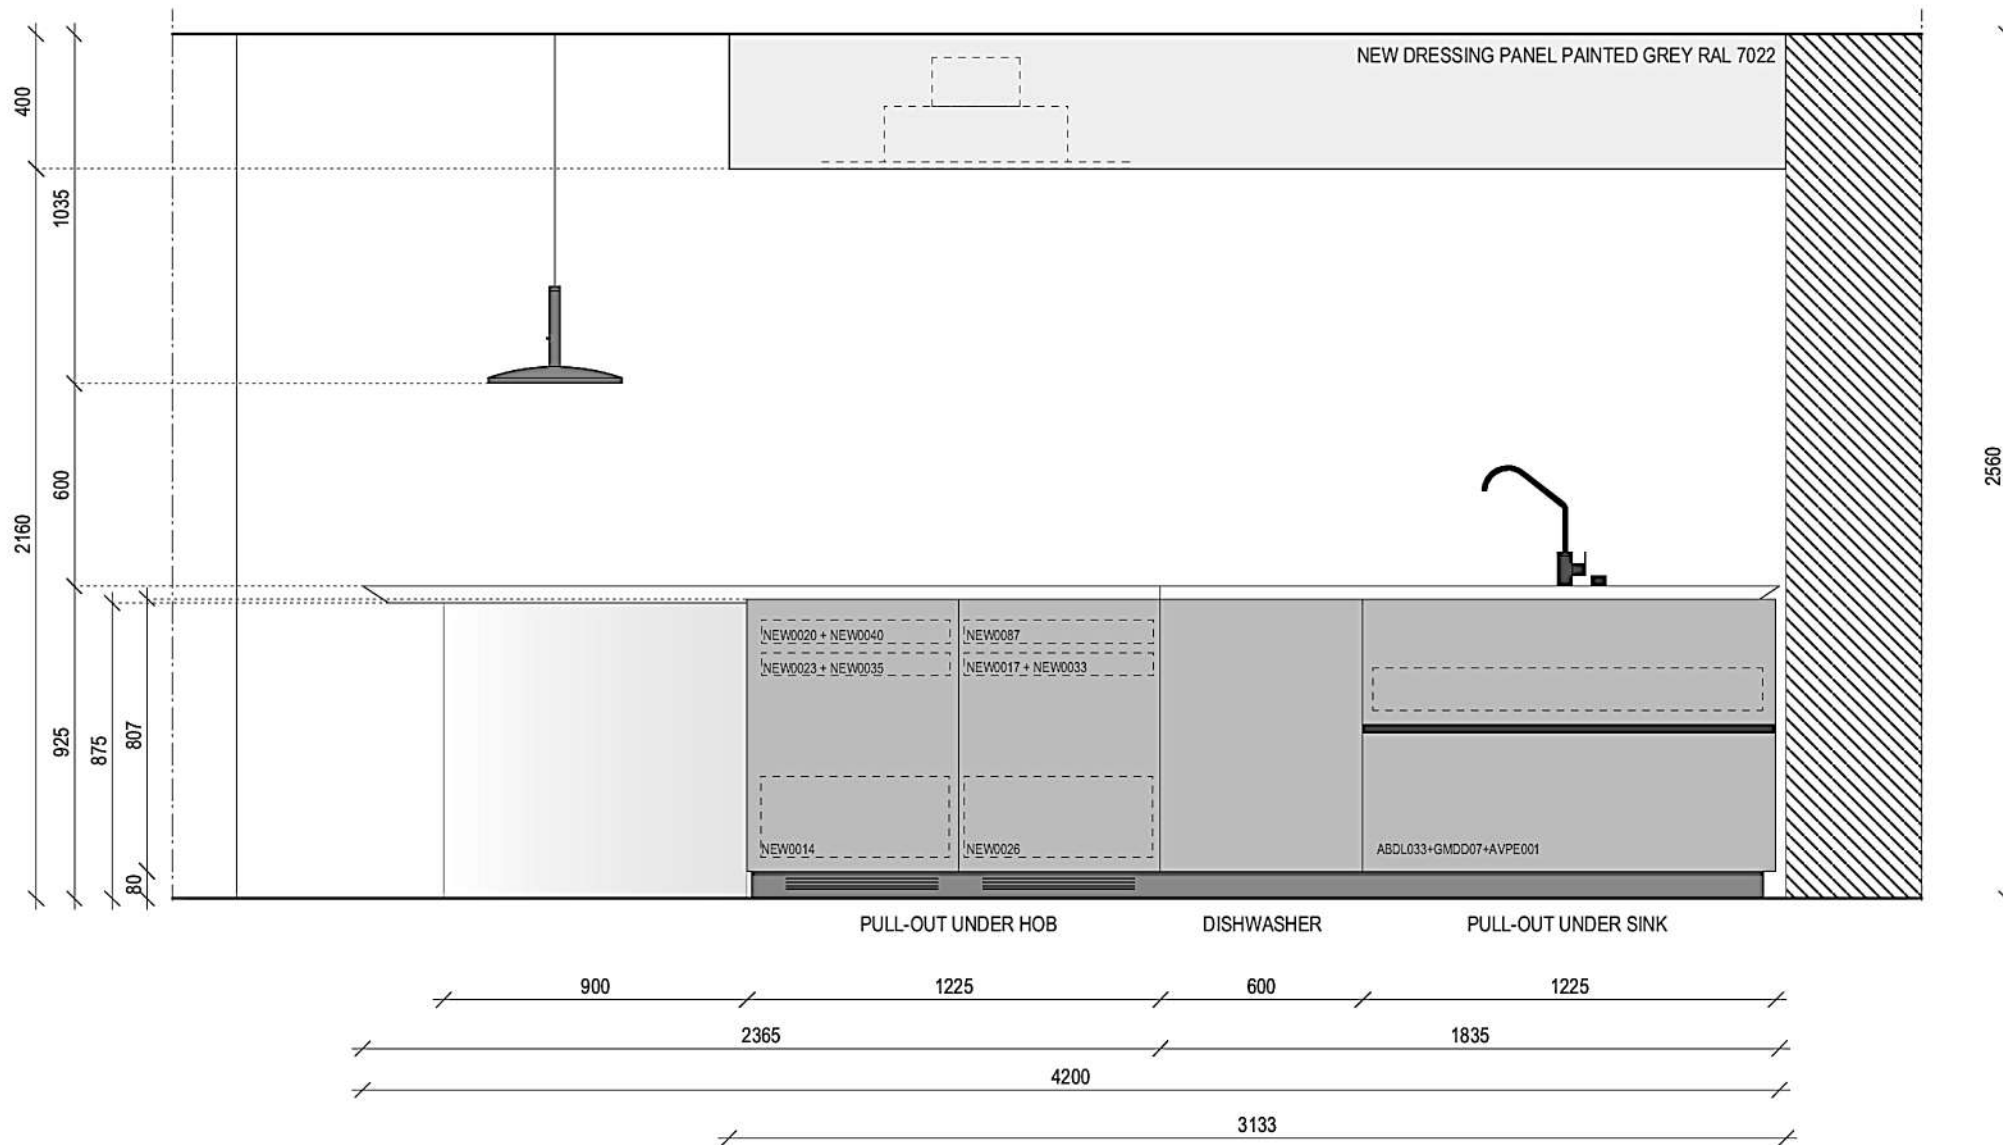 NEW DRESSING PANEL PAINTED GREY RAL 7022
400
1035
600
2160
2560
925
875
807
80
NEW0020 + NEW0040
NEW0087
NEW0023 + NEW0035
NEW0017 + NEW0033
NEW0014
NEW0026
ABDL033+GMDD07+AVPE001
PULL-OUT UNDER HOB
DISHWASHER
PULL-OUT UNDER SINK
900
1225
600
1225
2365
1835
4200
3133